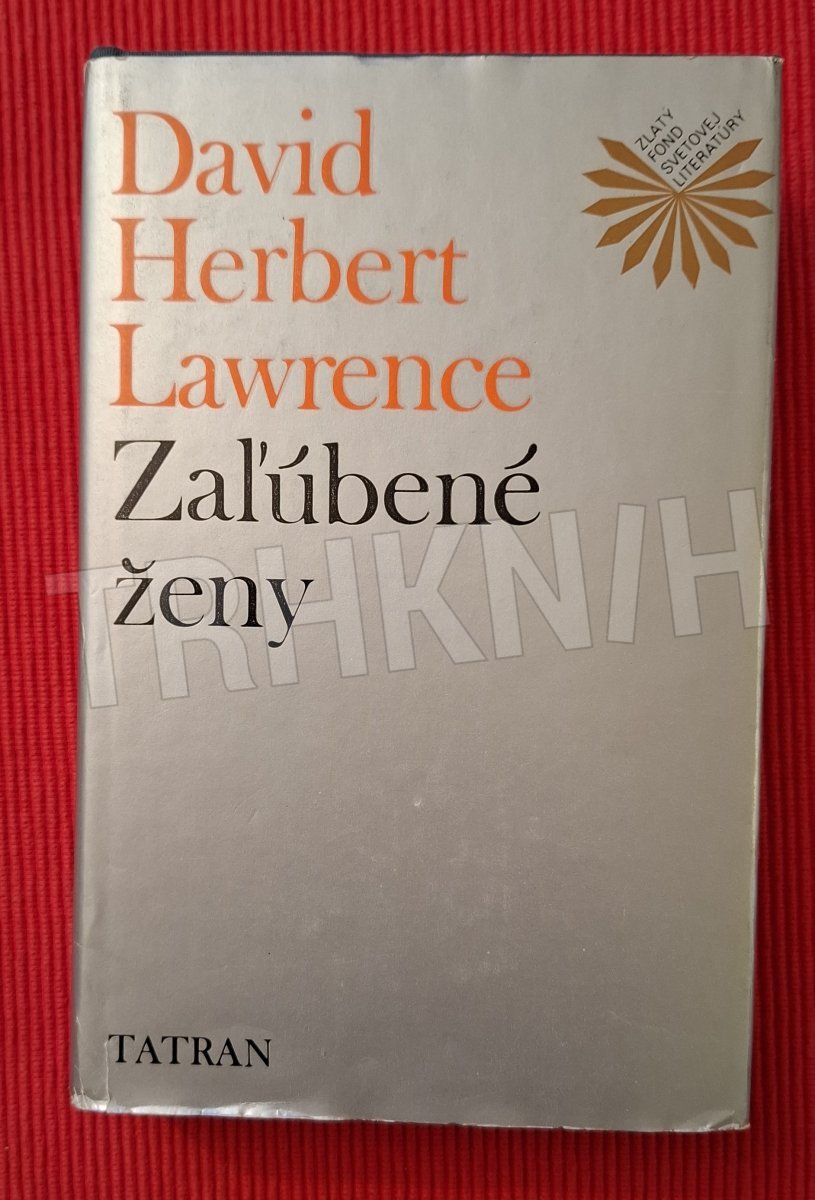 David
Herbert
Lawrence
Zaľúbené
ženy
ZLATÝ
FOND
SVETOVEJ
LITERATÚRY
TRHKNIH
TATRAN